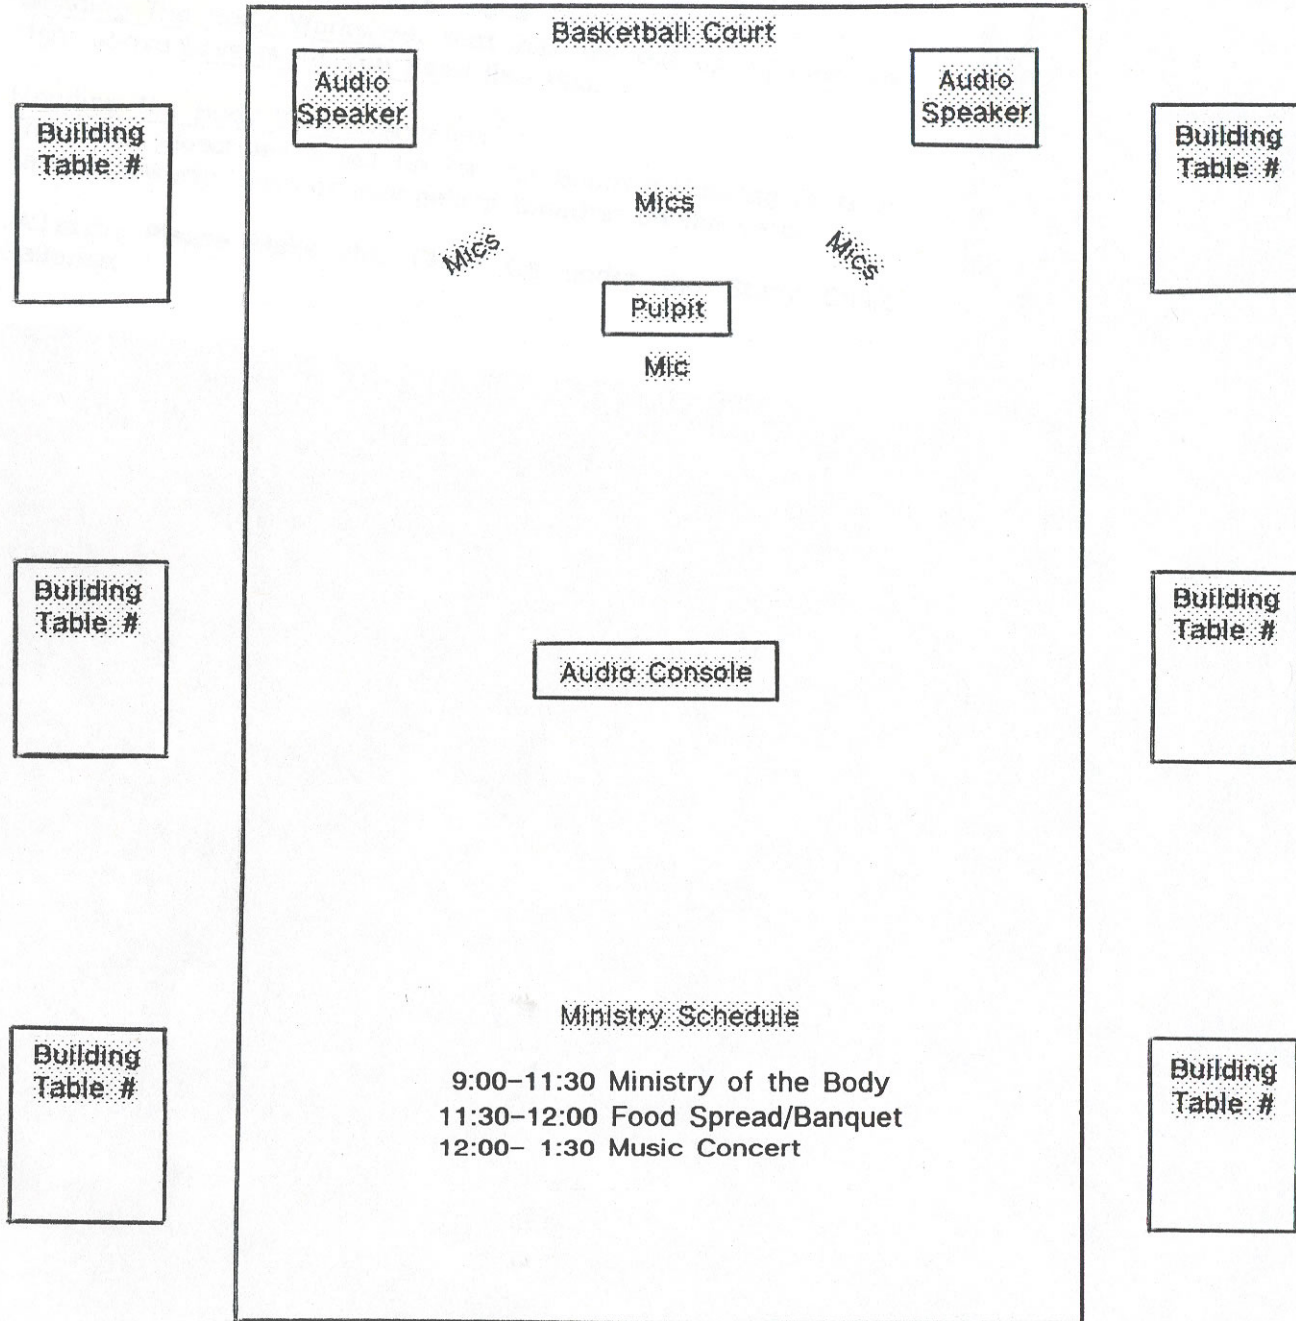 Basketball Court
Audio
Speaker
Audio
Speaker
Building
Table #
Building
Table #
Mics
Mics
Mics
Pulpit
Mic
Building
Table #
Building
Table #
Audio Console
Ministry Schedule
Building
Table #
Building
Table #
9:00-11:30 Ministry of the Body
11:30-12:00 Food Spread/Banquet
12:00- 1:30 Music Concert